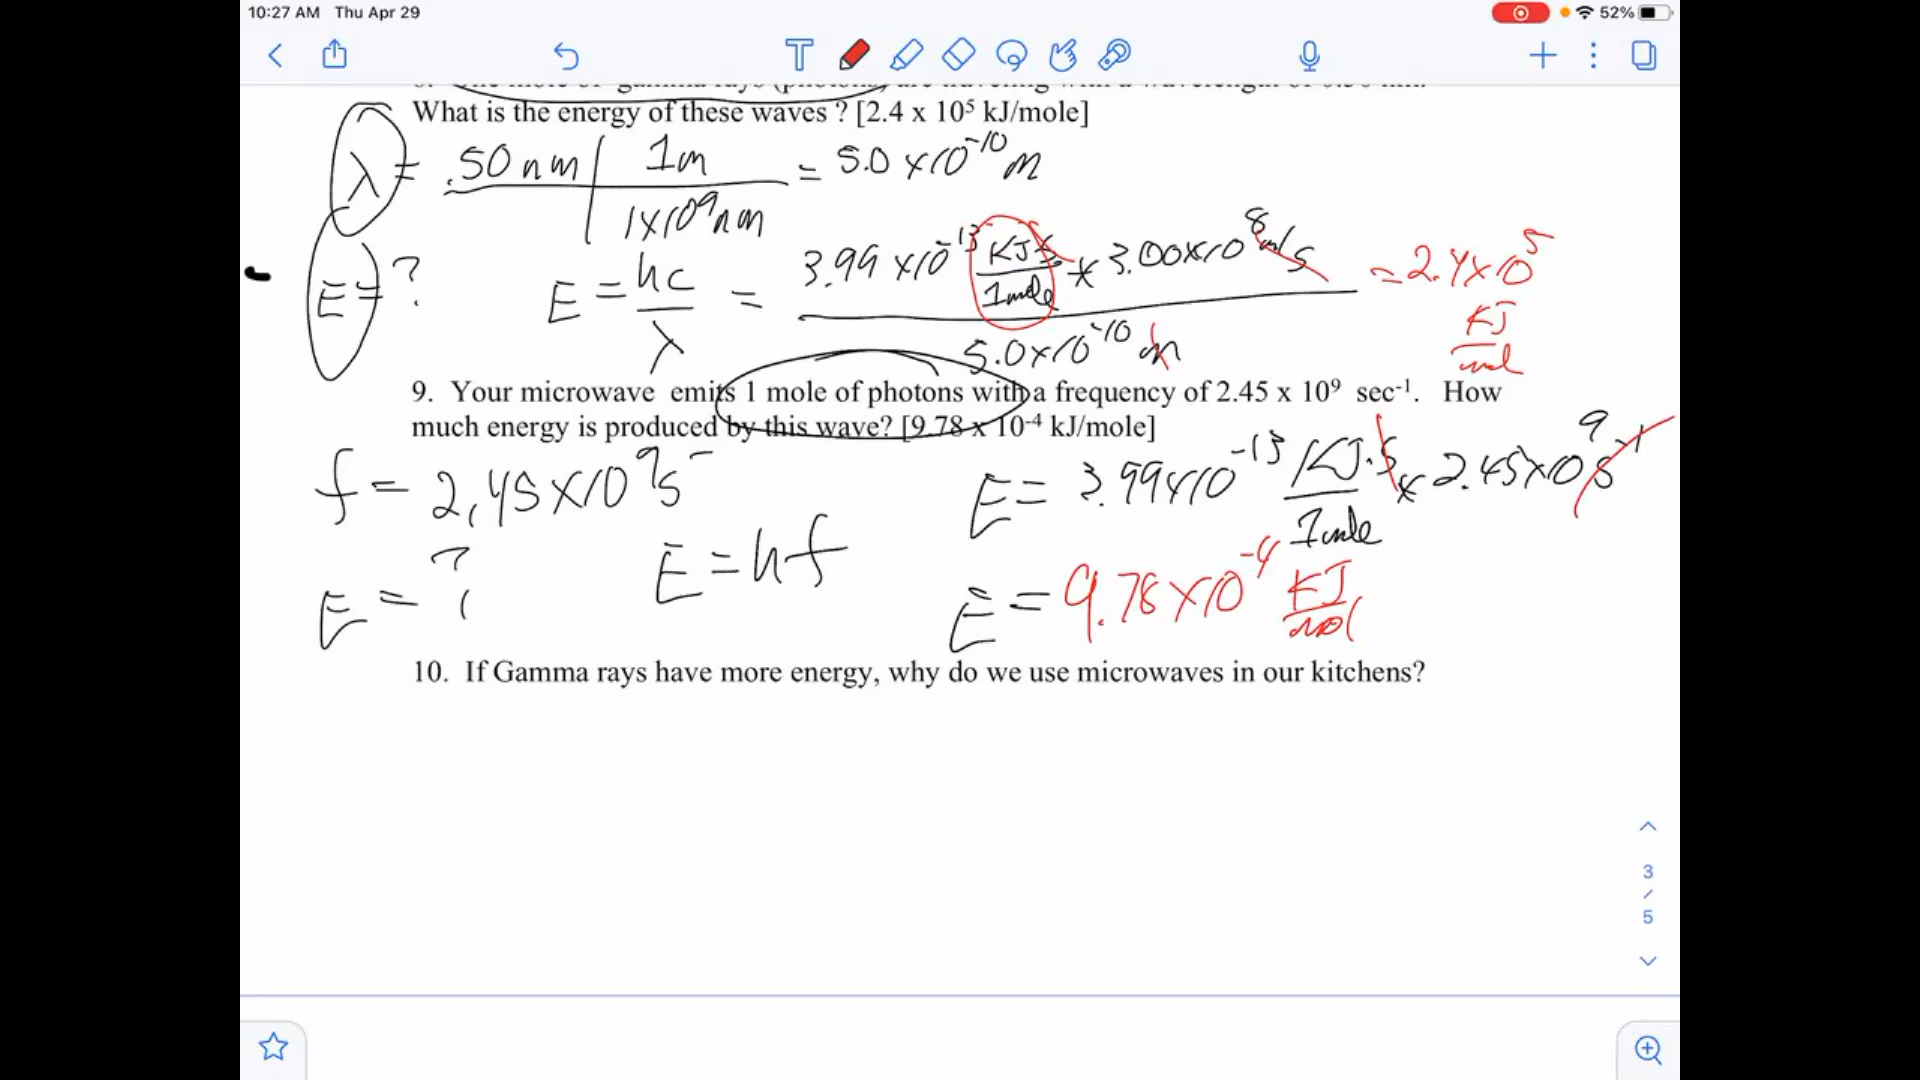 10:27 AM Thu Apr 29
52%
T
What is the energy of these waves ? [2.4 x 10⁵ kJ/mole]
λ = .50 nm | 1m = 5.0 x 10⁻¹⁰ m
1x10⁹ nm
E = ? E = hc/λ = 3.99 x10⁻¹³ KJ·s/1mole * 3.00x10⁸ m/s = 2.4x10⁵ KJ/mol
5.0x10⁻¹⁰ m
9. Your microwave emits 1 mole of photons with a frequency of 2.45 x 10⁹ sec⁻¹. How
much energy is produced by this wave? [9.78 x 10⁻⁴ kJ/mole]
f = 2.45x10⁹ s⁻ E = 3.99x10⁻¹³ KJ·s/1mole x 2.45x10⁹ s⁻¹
E = ? E = hf E = 9.78x10⁻⁴ KJ/mol
10. If Gamma rays have more energy, why do we use microwaves in our kitchens?
3
/
5